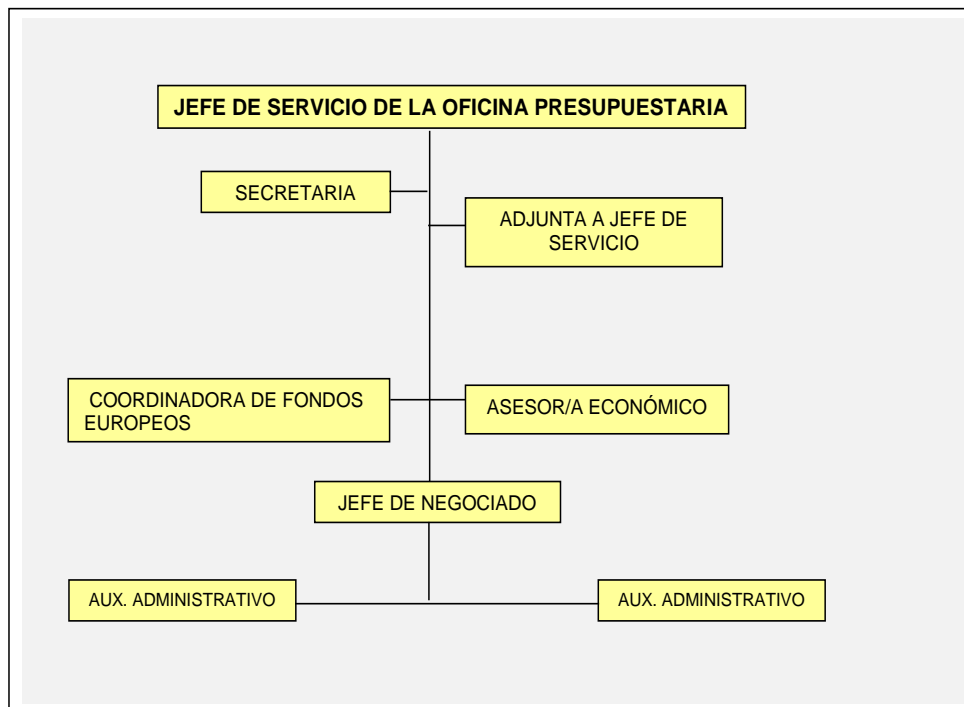 JEFE DE SERVICIO DE LA OFICINA PRESUPUESTARIA
SECRETARIA
ADJUNTA A JEFE DE
SERVICIO
COORDINADORA DE FONDOS
EUROPEOS
ASESOR/A ECONÓMICO
JEFE DE NEGOCIADO
AUX. ADMINISTRATIVO
AUX. ADMINISTRATIVO